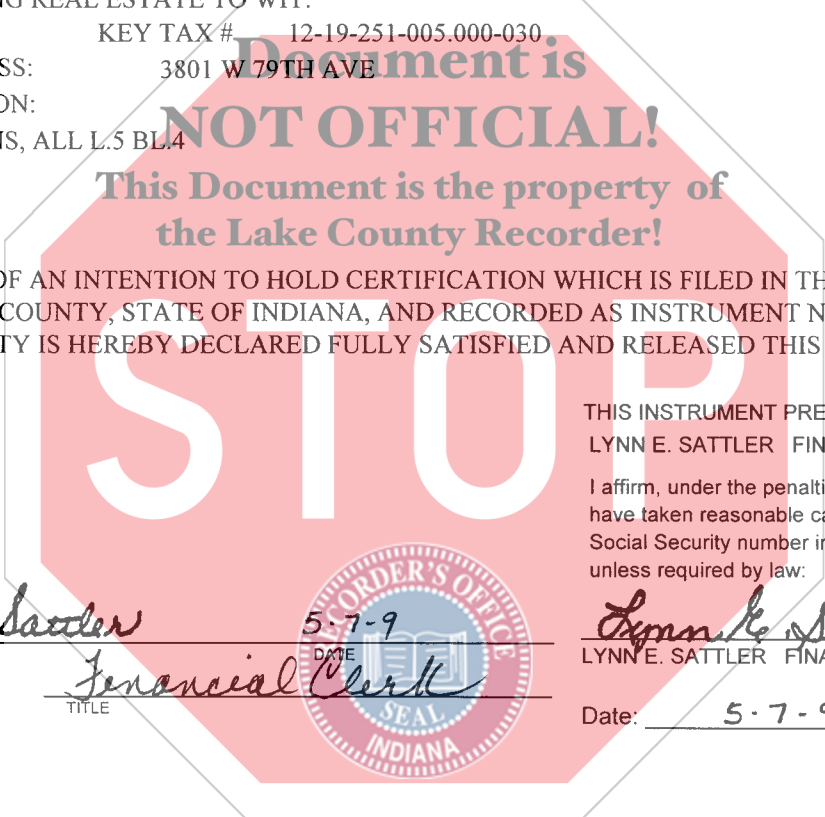 NG REAL ESTATE TO WIT:
KEY TAX # 12-19-251-005.000-030
SS: 3801 W 79TH AVE
ON:
NS, ALL L.5 BL.4
Document is
NOT OFFICIAL!
This Document is the property of
the Lake County Recorder!
OF AN INTENTION TO HOLD CERTIFICATION WHICH IS FILED IN TH
COUNTY, STATE OF INDIANA, AND RECORDED AS INSTRUMENT N
TY IS HEREBY DECLARED FULLY SATISFIED AND RELEASED THIS
STOP
THIS INSTRUMENT PRE
LYNN E. SATTLER FIN
I affirm, under the penalti
have taken reasonable ca
Social Security number in
unless required by law:
Sattler 5-7-9
DATE
Financial Clerk
TITLE
Lynn E. S
LYNN E. SATTLER FINA
Date: 5-7-9
RECORDER'S OFFICE
SEAL
INDIANA